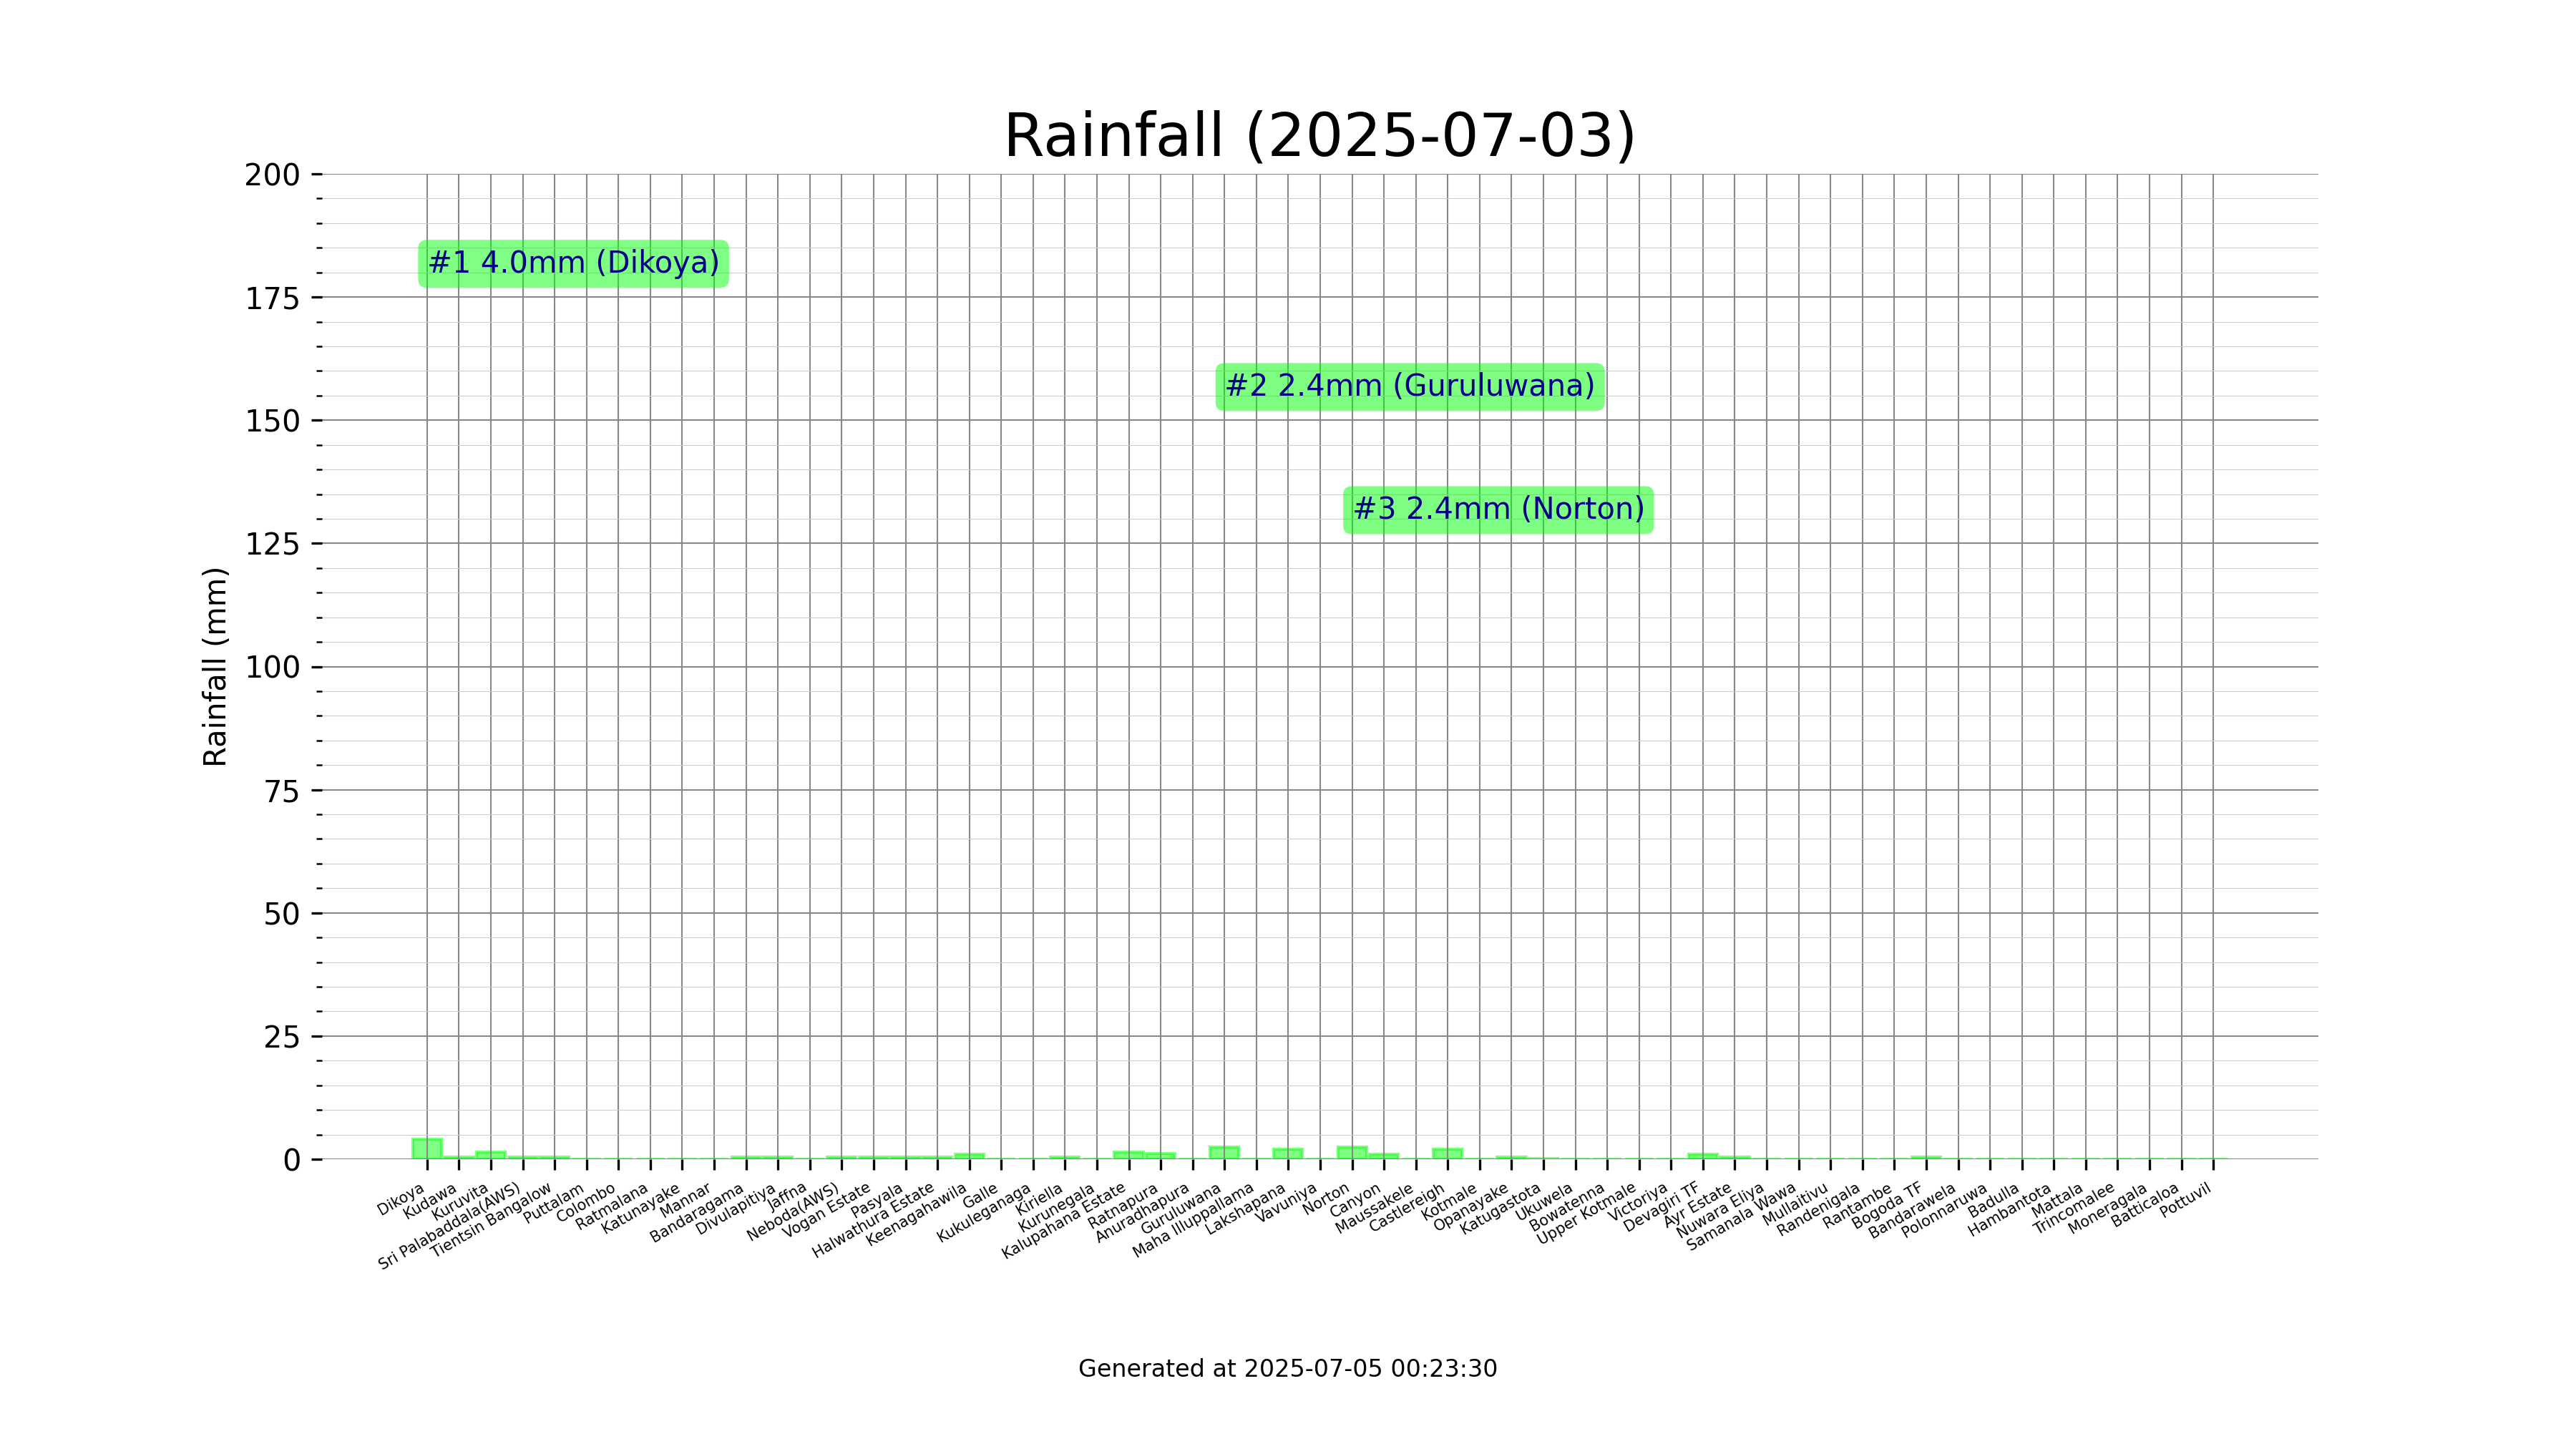 Rainfall (2025-07-03)
Rainfall (mm)
200
175
150
125
100
75
50
25
0
#1 4.0mm (Dikoya)
#2 2.4mm (Guruluwana)
#3 2.4mm (Norton)
Dikoya
Kudawa
Kuruvita
Sri Palabaddala(AWS)
Tientsin Bangalow
Puttalam
Colombo
Ratmalana
Katunayake
Mannar
Bandaragama
Divulapitiya
Jaffna
Neboda(AWS)
Vogan Estate
Pasyala
Halwathura Estate
Keenagahawila
Galle
Kukuleganaga
Kiriella
Kurunegala
Kalupahana Estate
Ratnapura
Anuradhapura
Guruluwana
Maha Illuppallama
Lakshapana
Vavuniya
Norton
Canyon
Maussakele
Castlereigh
Kotmale
Opanayake
Katugastota
Ukuwela
Bowatenna
Upper Kotmale
Victoriya
Devagiri TF
Ayr Estate
Nuwara Eliya
Samanala Wawa
Mullaitivu
Randenigala
Rantambe
Bogoda TF
Bandarawela
Polonnaruwa
Badulla
Hambantota
Mattala
Trincomalee
Moneragala
Batticaloa
Pottuvil
Generated at 2025-07-05 00:23:30